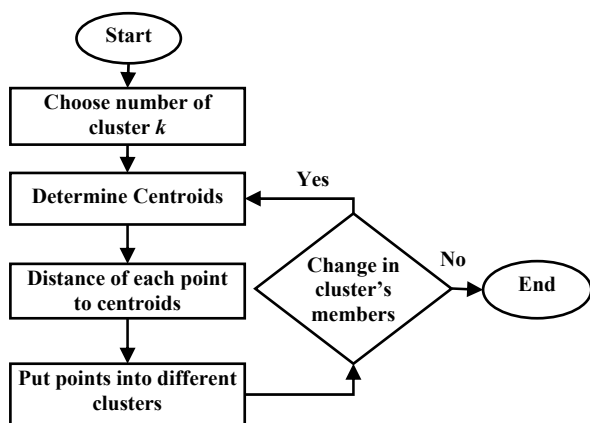 Start
Choose number of
cluster k
Determine Centroids
Distance of each point
to centroids
Put points into different
clusters
Yes
Change in
cluster's
members
No
End